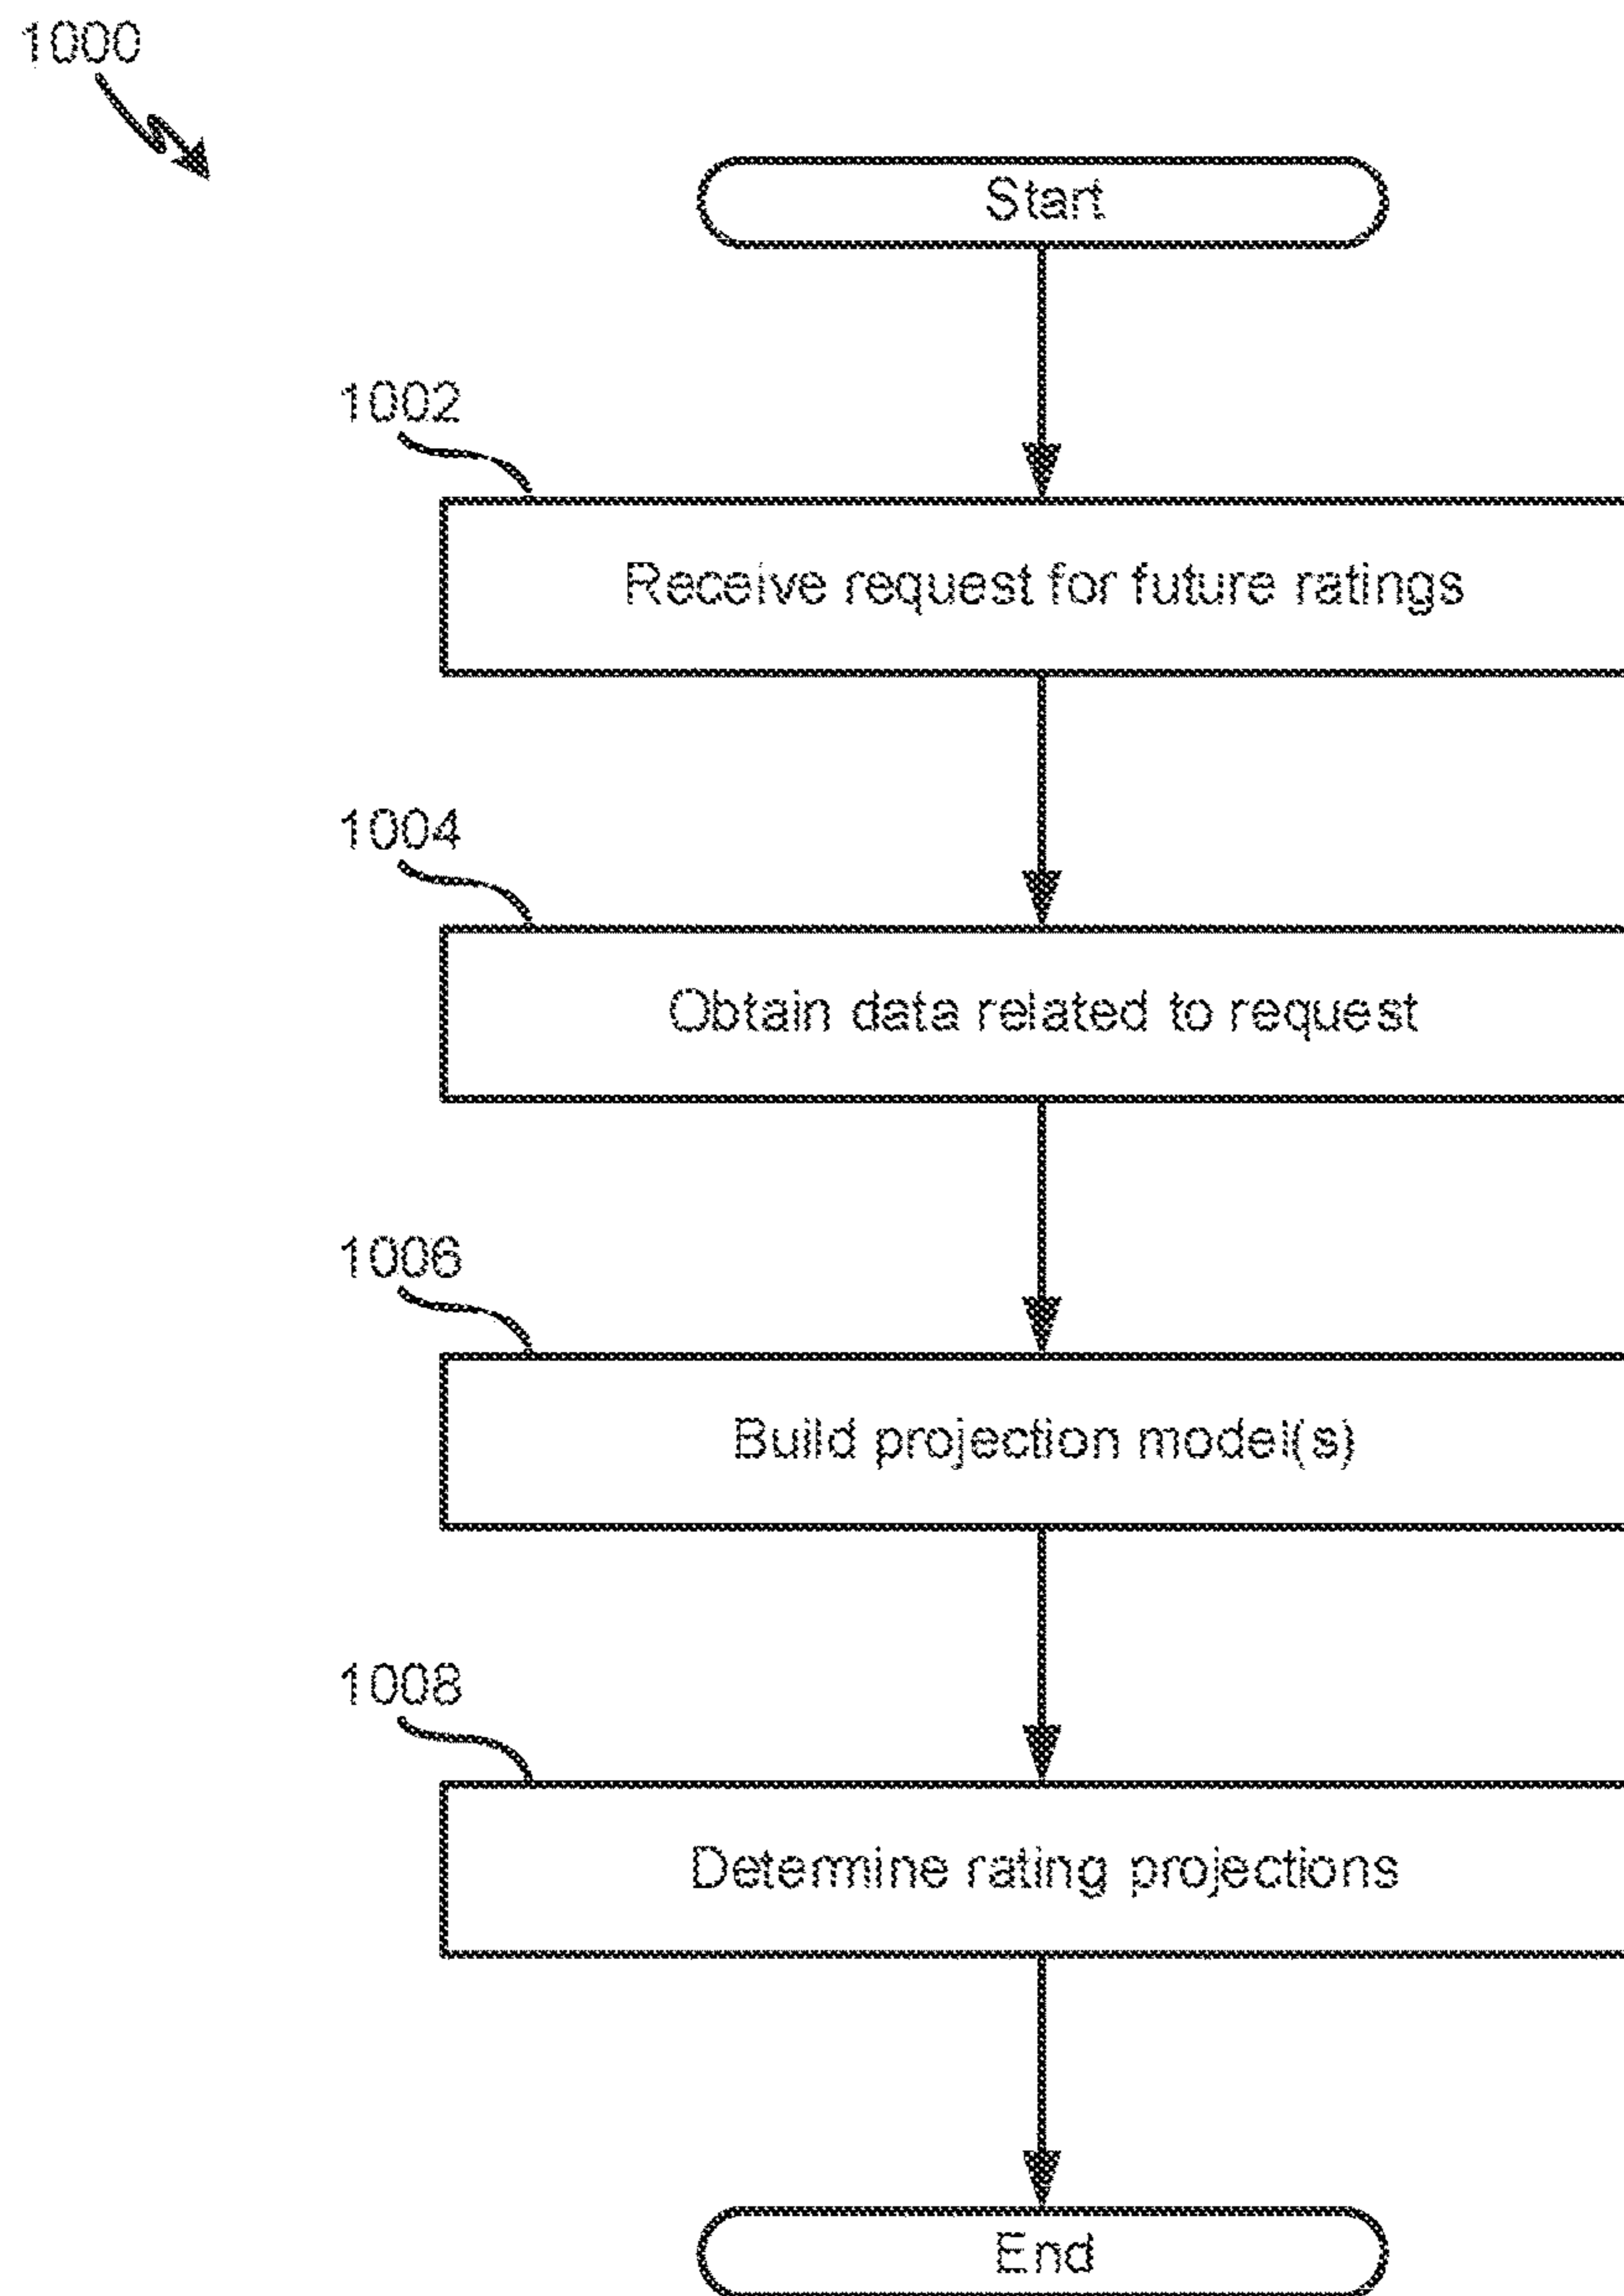 1000
Start
1002
Receive request for future ratings
1004
Obtain data related to request
1006
Build projection model(s)
1008
Determine rating projections
End